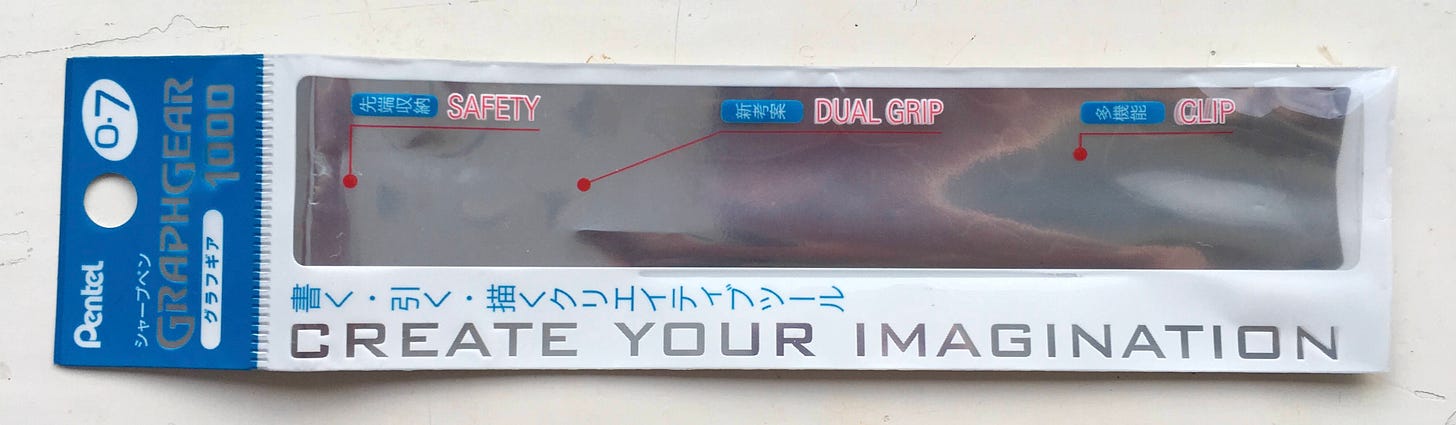 Pentel
シャープペン
GRAPHGEAR
1000
グラフギア
0.7
先端収納 SAFETY
新考案 DUAL GRIP
多機能 CLIP
書く・引く・描くクリエイティブツール
CREATE YOUR IMAGINATION